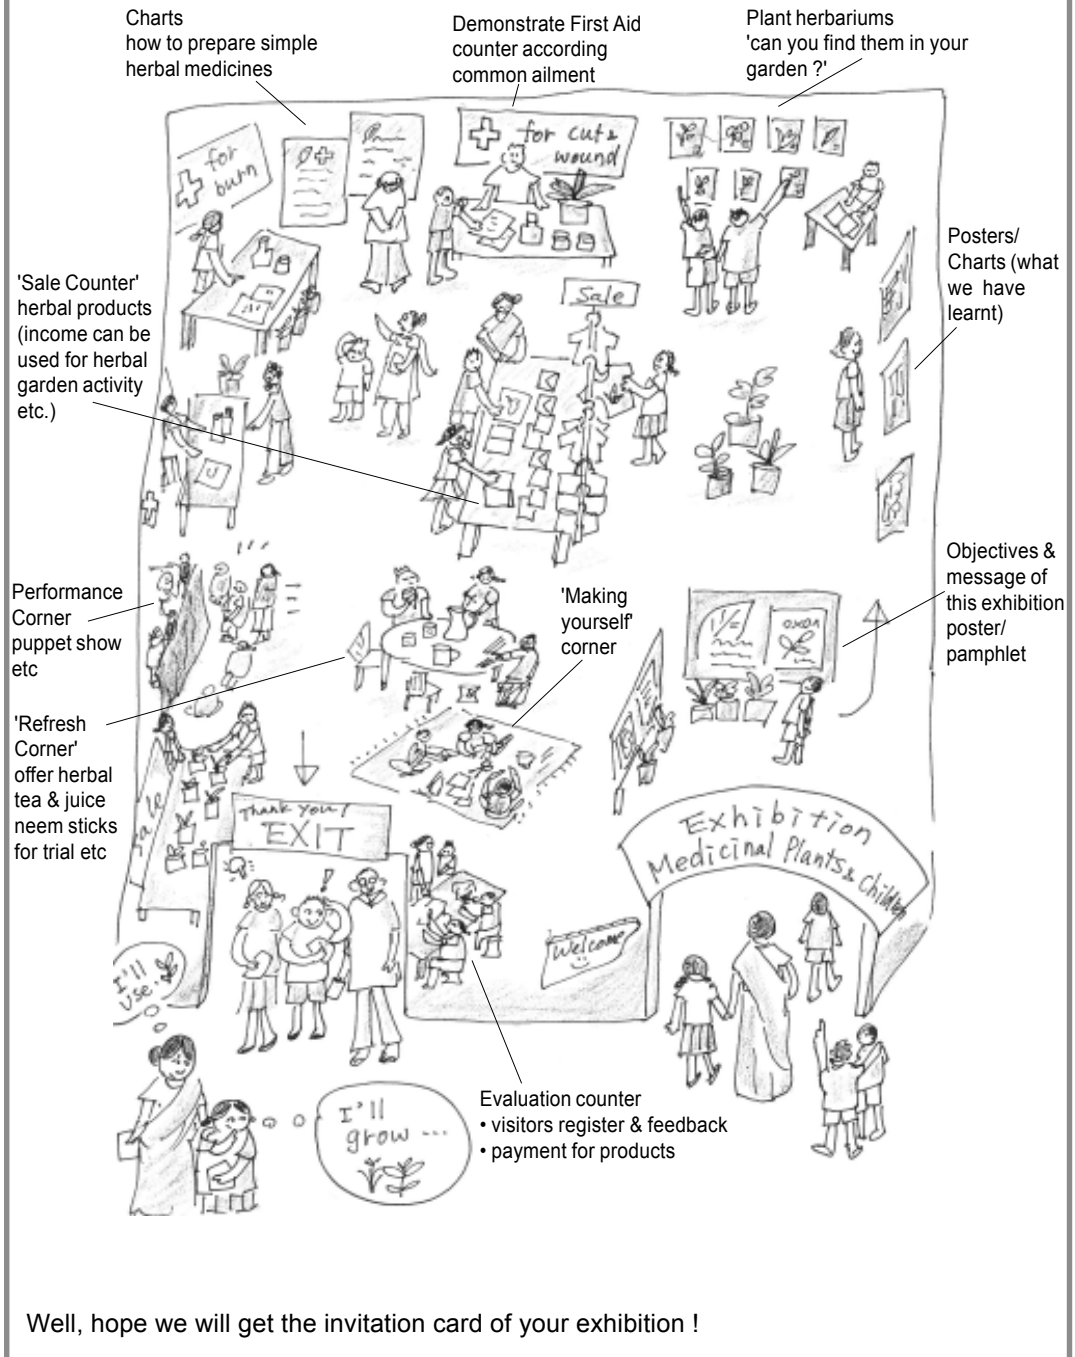 Charts
how to prepare simple
herbal medicines
Demonstrate First Aid
counter according
common ailment
Plant herbariums
'can you find them in your
garden ?'
for
burn
for cut &
wound
Posters/
Charts (what
we have
learnt)
'Sale Counter'
herbal products
(income can be
used for herbal
garden activity
etc.)
Sale
Objectives &
message of
this exhibition
poster/
pamphlet
Performance
Corner
puppet show
etc
'Making
yourself'
corner
'Refresh
Corner'
offer herbal
tea & juice
neem sticks
for trial etc
Sale
Thank You!
EXIT
Exhibition
Medicinal Plants & Children
Welcome
I'll
use
Evaluation counter
• visitors register & feedback
• payment for products
I'll
grow ...
Well, hope we will get the invitation card of your exhibition !